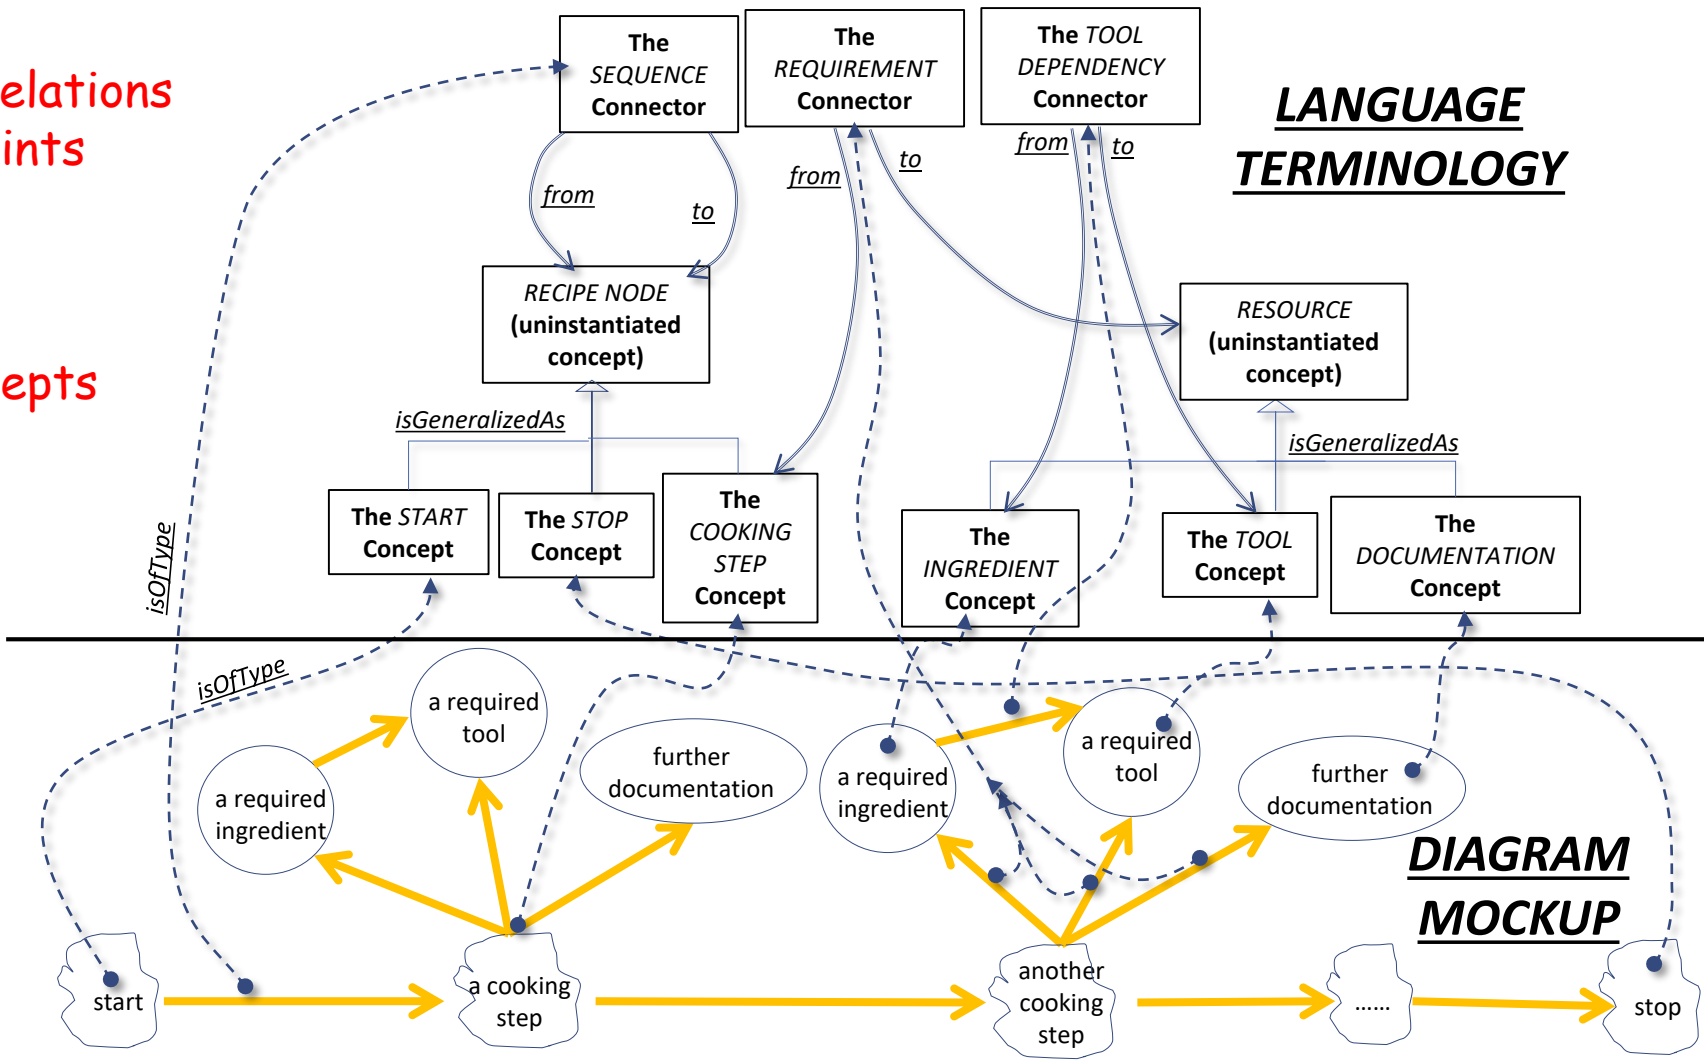 elations
ints
epts
The
SEQUENCE
Connector
The
REQUIREMENT
Connector
The TOOL
DEPENDENCY
Connector
LANGUAGE
TERMINOLOGY
from
to
from
to
from
to
RECIPE NODE
(uninstantiated
concept)
RESOURCE
(uninstantiated
concept)
isGeneralizedAs
isGeneralizedAs
The START
Concept
The STOP
Concept
The
COOKING
STEP
Concept
The
INGREDIENT
Concept
The TOOL
Concept
The
DOCUMENTATION
Concept
isOfType
isOfType
a required
tool
a required
ingredient
further
documentation
a required
ingredient
a required
tool
further
documentation
DIAGRAM
MOCKUP
start
a cooking
step
another
cooking
step
......
stop